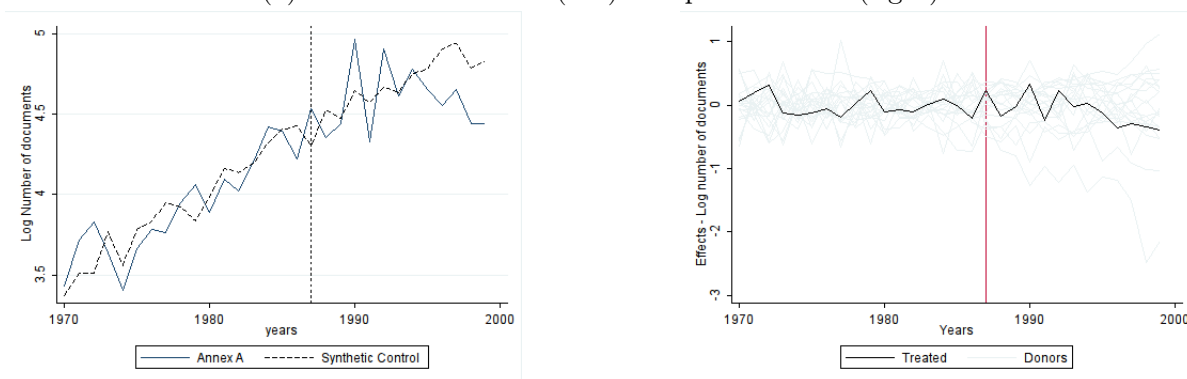 Log Number of documents
5
4.5
4
3.5
1970 1980 1990 2000
years
Annex A Synthetic Control
Effects - Log number of documents
1
0
-1
-2
-3
1970 1980 1990 2000
Years
Treated Donors